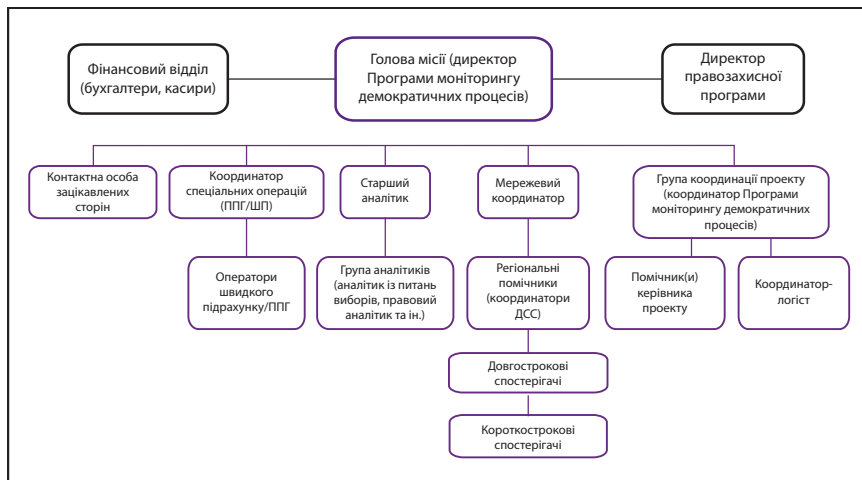 Фінансовий відділ
(бухгалтери, касири)
Голова місії (директор
Програми моніторингу
демократичних процесів)
Директор
правозахисної
програми
Контактна особа
зацікавлених
сторін
Координатор
спеціальних операцій
(ППГ/ШП)
Старший
аналітик
Мережевий
координатор
Група координації проекту
(координатор Програми
моніторингу демократичних
процесів)
Оператори
швидкого
підрахунку/ППГ
Група аналітиків
(аналітик із питань
виборів, правовий
аналітик та ін.)
Регіональні
помічники
(координатори
ДСС)
Помічник(и)
керівника
проекту
Координатор-
логіст
Довгострокові
спостерігачі
Короткострокові
спостерігачі